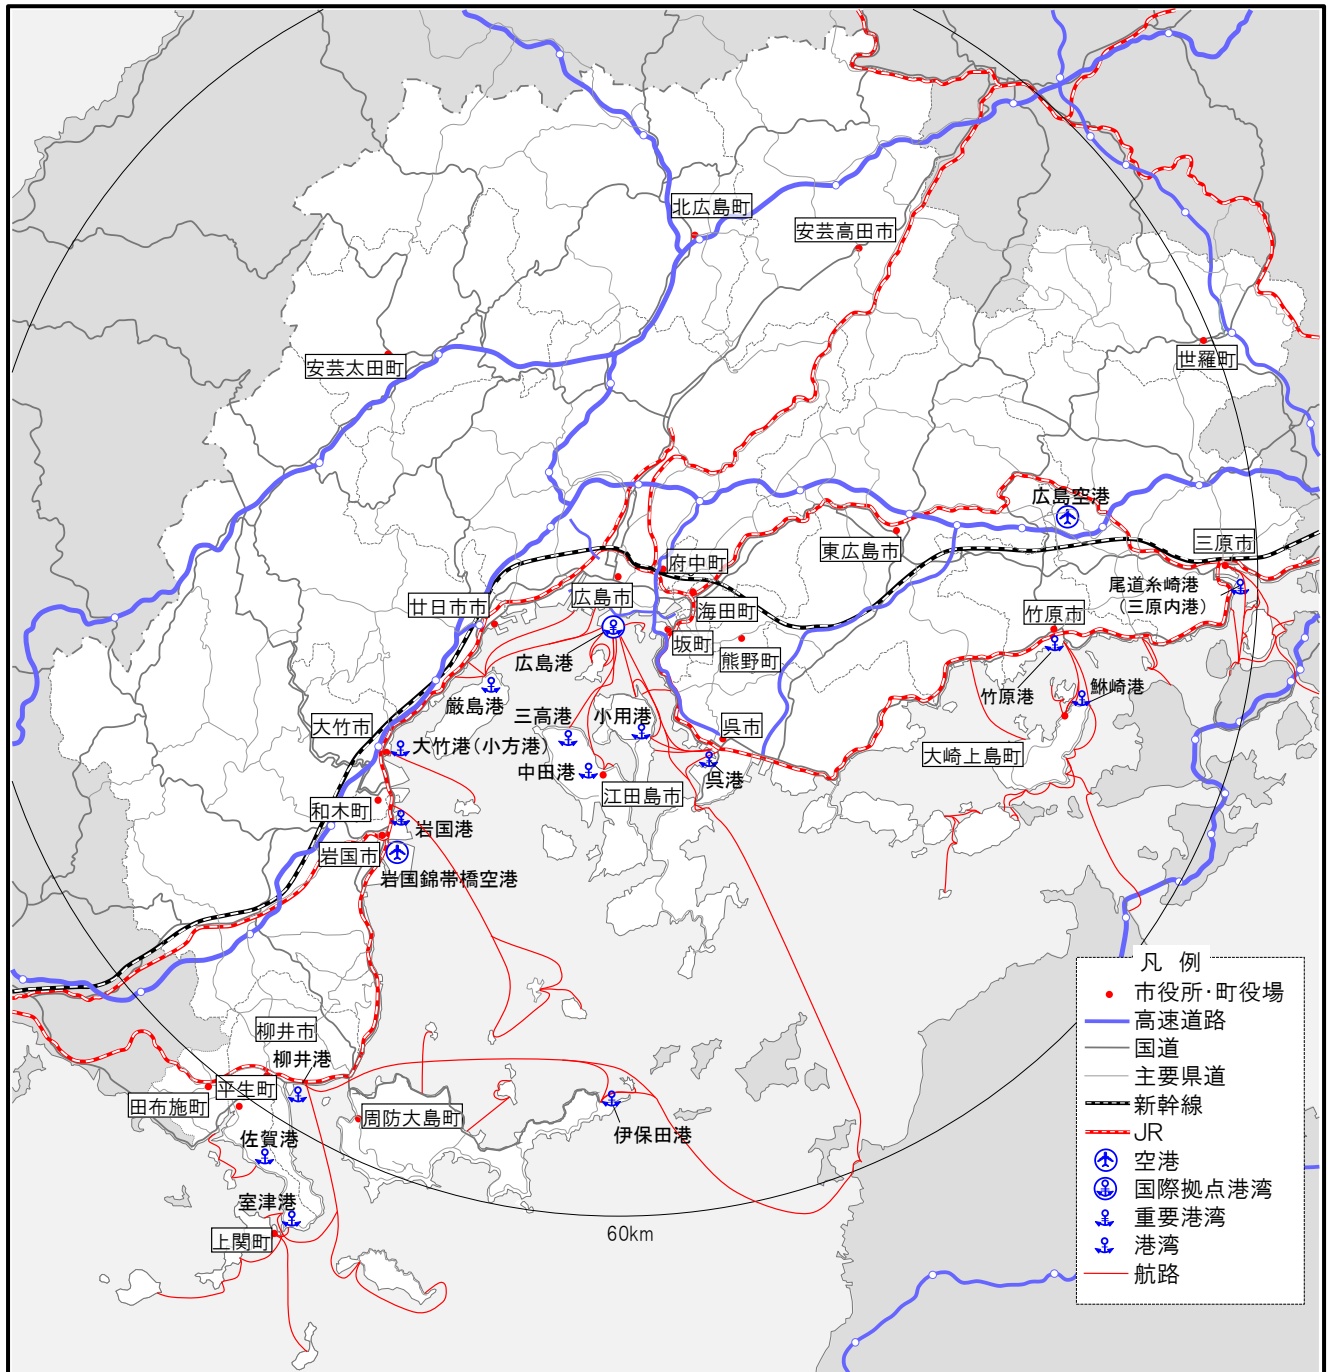 北広島町
安芸高田市
安芸太田町
世羅町
広島空港
東広島市
三原市
府中町
尾道糸崎港
（三原内港）
廿日市市
広島市
海田町
竹原市
坂町
熊野町
広島港
竹原港
鮴崎港
厳島港
三高港
小用港
大竹市
大竹港（小方港）
呉市
大崎上島町
中田港
呉港
江田島市
和木町
岩国港
岩国市
岩国錦帯橋空港
柳井市
柳井港
平生町
田布施町
周防大島町
伊保田港
佐賀港
室津港
上関町
60km
凡 例
市役所・町役場
高速道路
国道
主要県道
新幹線
JR
空港
国際拠点港湾
重要港湾
港湾
航路